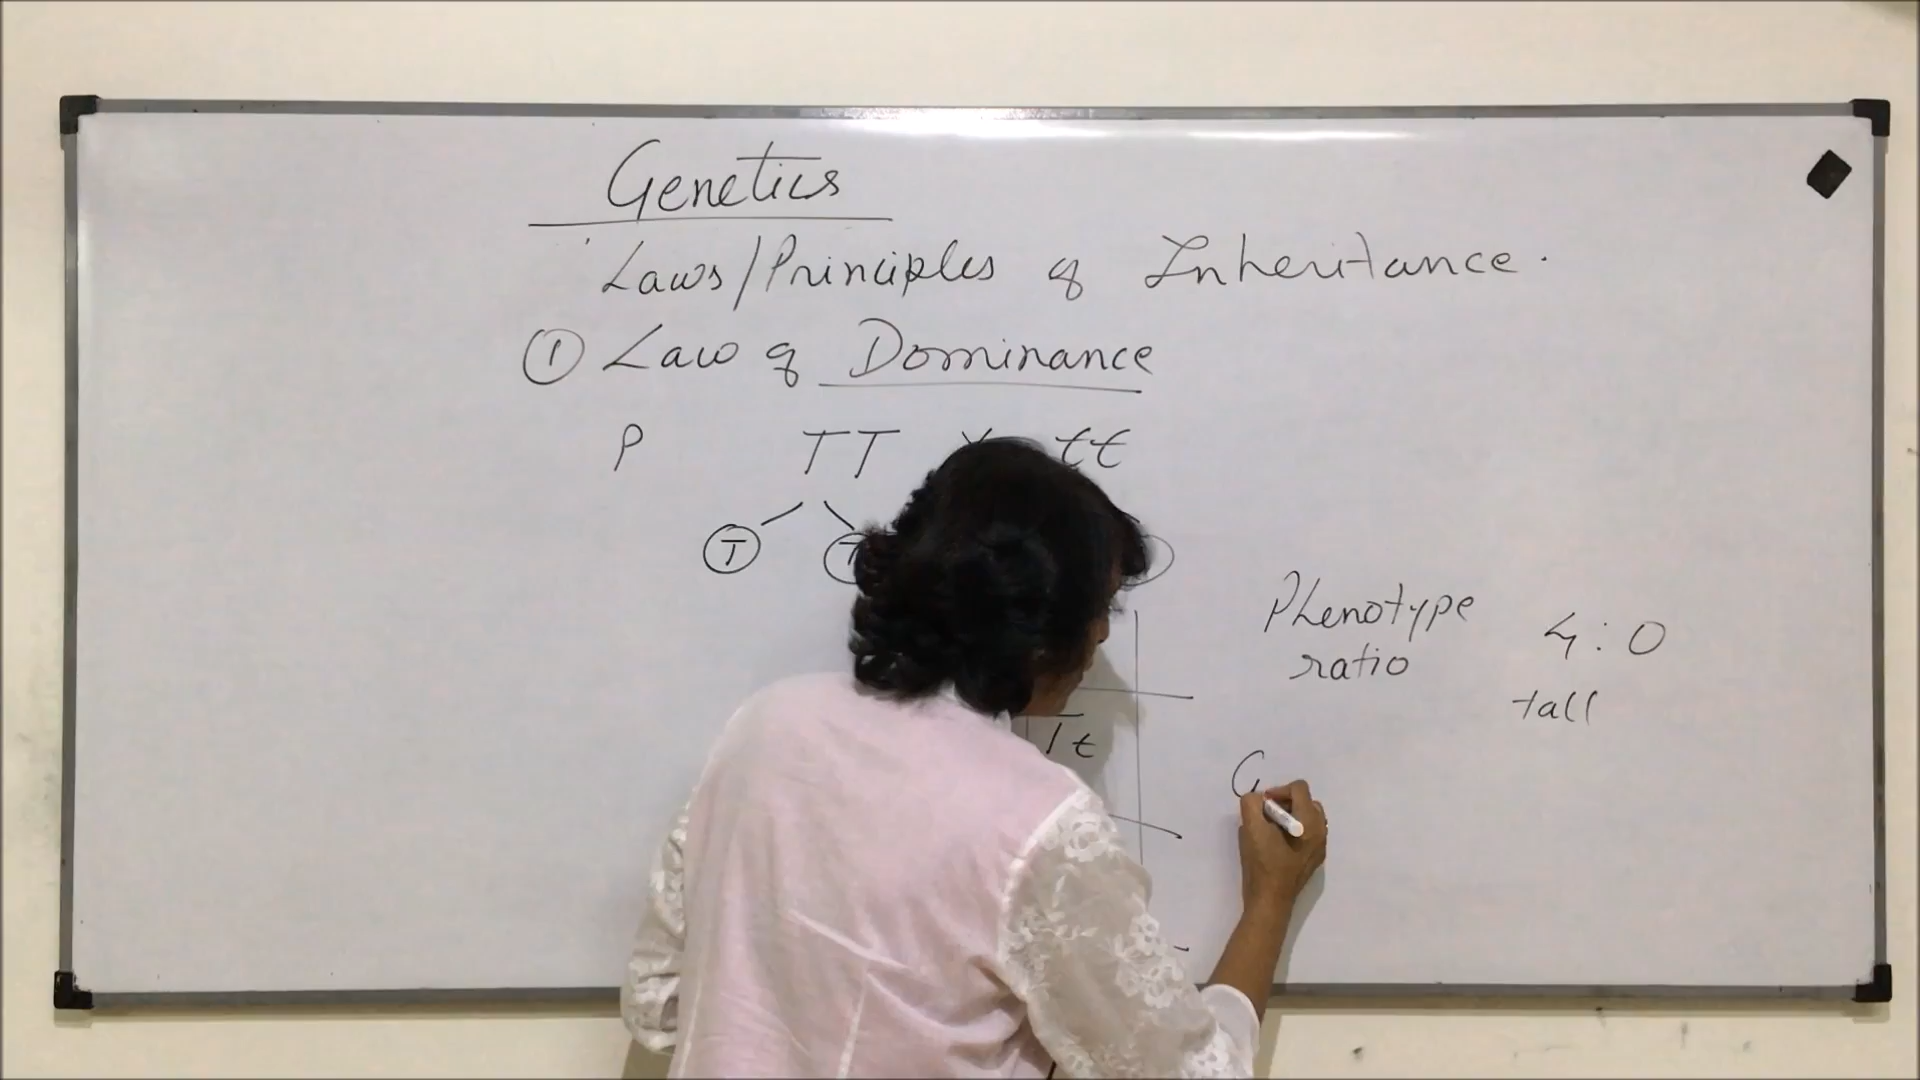 Genetics
Laws/Principles of Inheritance.
① Law of Dominance
P TT X tt
T T
Phenotype
ratio
4:0
tall
Tt
G